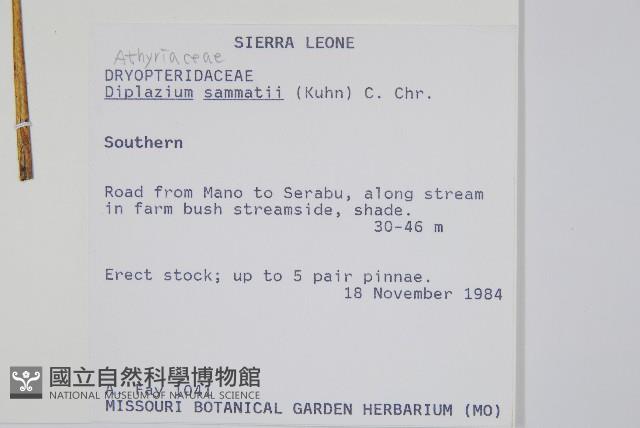 SIERRA LEONE
Athyriaceae
DRYOPTERIDACEAE
Diplazium sammatii (Kuhn) C. Chr.
Southern
Road from Mano to Serabu, along stream
in farm bush streamside, shade.
30-46 m
Erect stock; up to 5 pair pinnae.
18 November 1984
A. Fay 1041
MISSOURI BOTANICAL GARDEN HERBARIUM (MO)
國立自然科學博物館
NATIONAL MUSEUM OF NATURAL SCIENCE